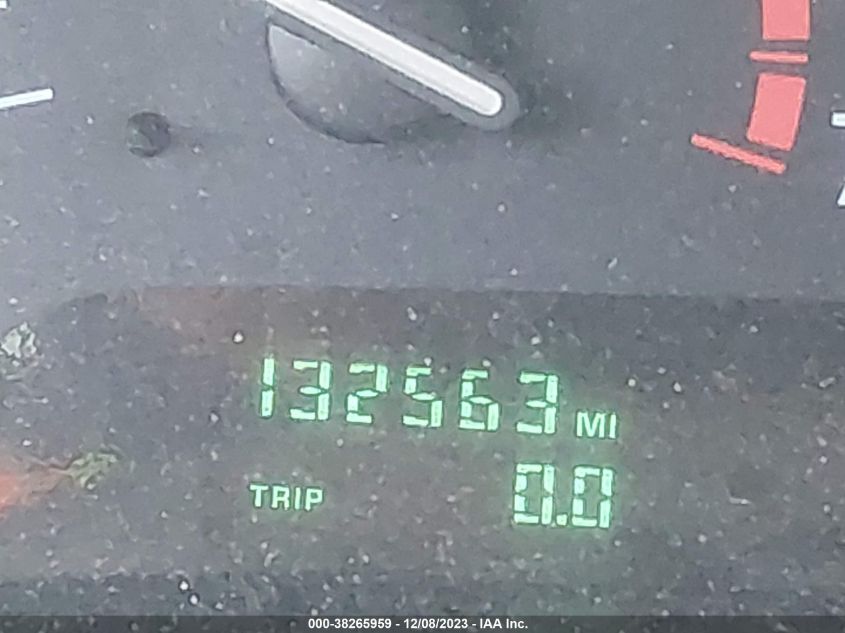 132563 MI
TRIP 0.0
000-38265959 - 12/08/2023 - IAA Inc.